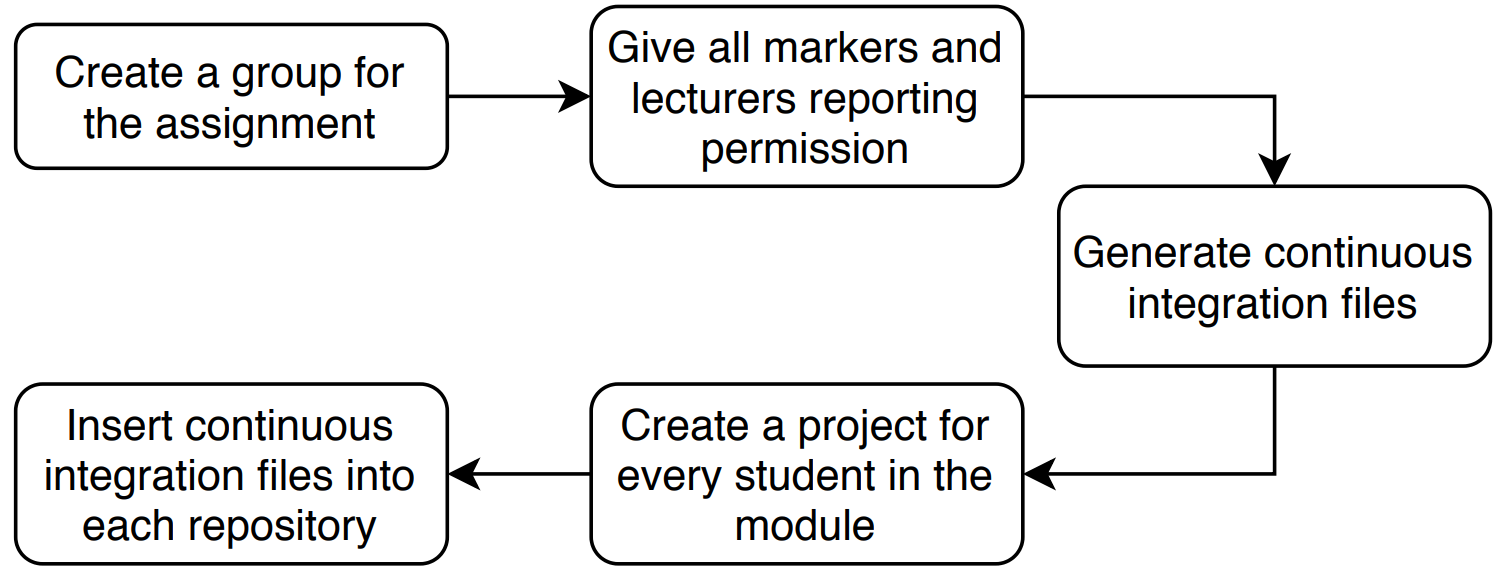 Create a group for
the assignment
Give all markers and
lecturers reporting
permission
Generate continuous
integration files
Create a project for
every student in the
module
Insert continuous
integration files into
each repository